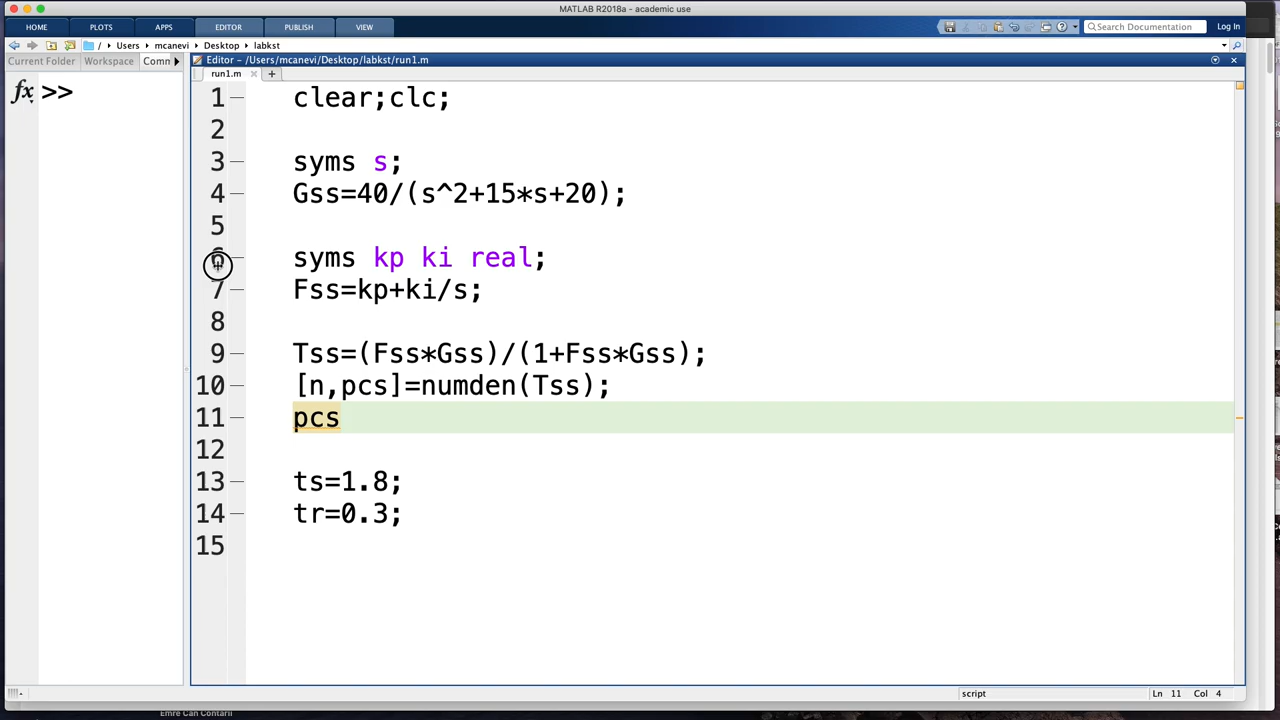 MATLAB R2018a - academic use
HOME PLOTS APPS EDITOR PUBLISH VIEW Search Documentation Log In
/ Users mcanevi Desktop labkst
Current Folder Workspace Comm
Editor - /Users/mcanevi/Desktop/labkst/run1.m
run1.m +
fx >>
1 clear;clc;
2
3 syms s;
4 Gss=40/(s^2+15*s+20);
5
6 syms kp ki real;
7 Fss=kp+ki/s;
8
9 Tss=(Fss*Gss)/(1+Fss*Gss);
10 [n,pcs]=numden(Tss);
11 pcs
12
13 ts=1.8;
14 tr=0.3;
15
script Ln 11 Col 4